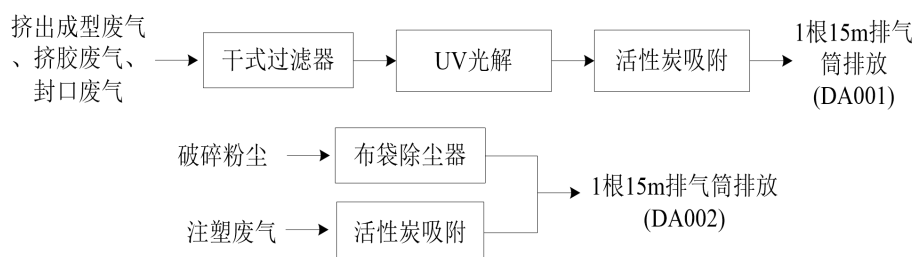 挤出成型废气
、挤胶废气、
封口废气
干式过滤器
UV光解
活性炭吸附
1根15m排气
筒排放
(DA001)
破碎粉尘
布袋除尘器
注塑废气
活性炭吸附
1根15m排气筒排放
(DA002)